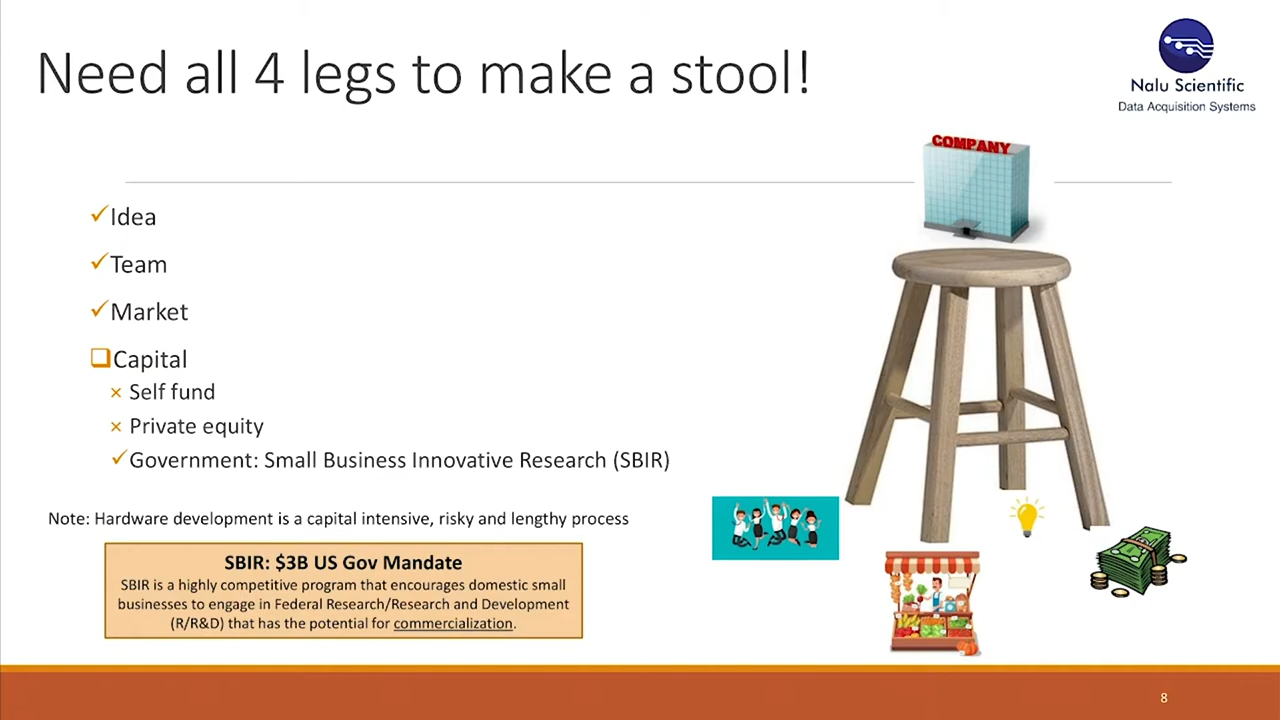 Need all 4 legs to make a stool!
Nalu Scientific
Data Acquisition Systems
COMPANY
Idea
Team
Market
Capital
× Self fund
× Private equity
Government: Small Business Innovative Research (SBIR)
Note: Hardware development is a capital intensive, risky and lengthy process
SBIR: $3B US Gov Mandate
SBIR is a highly competitive program that encourages domestic small
businesses to engage in Federal Research/Research and Development
(R/R&D) that has the potential for commercialization.
8